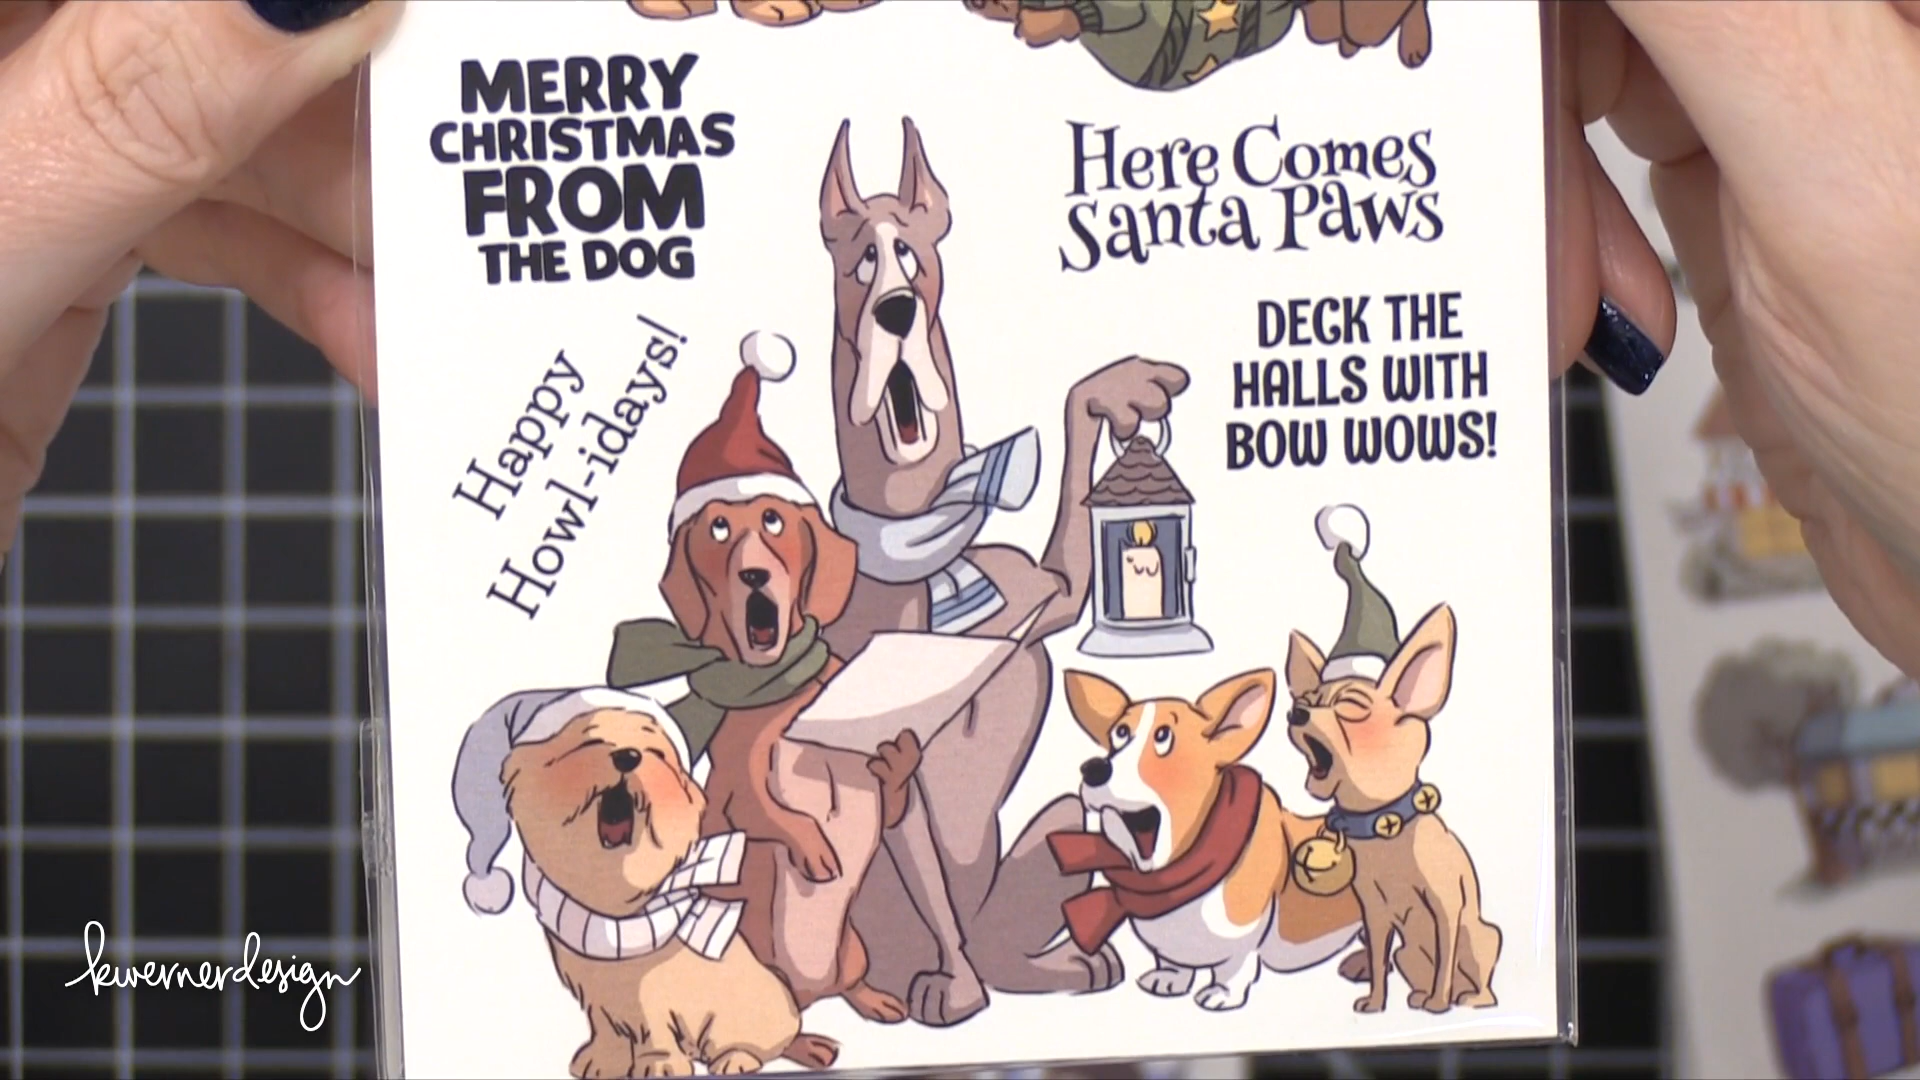 MERRY
CHRISTMAS
FROM
THE DOG
Here Comes
Santa Paws
Happy
Howl-idays!
DECK THE
HALLS WITH
BOW WOWS!
kwernerdesign